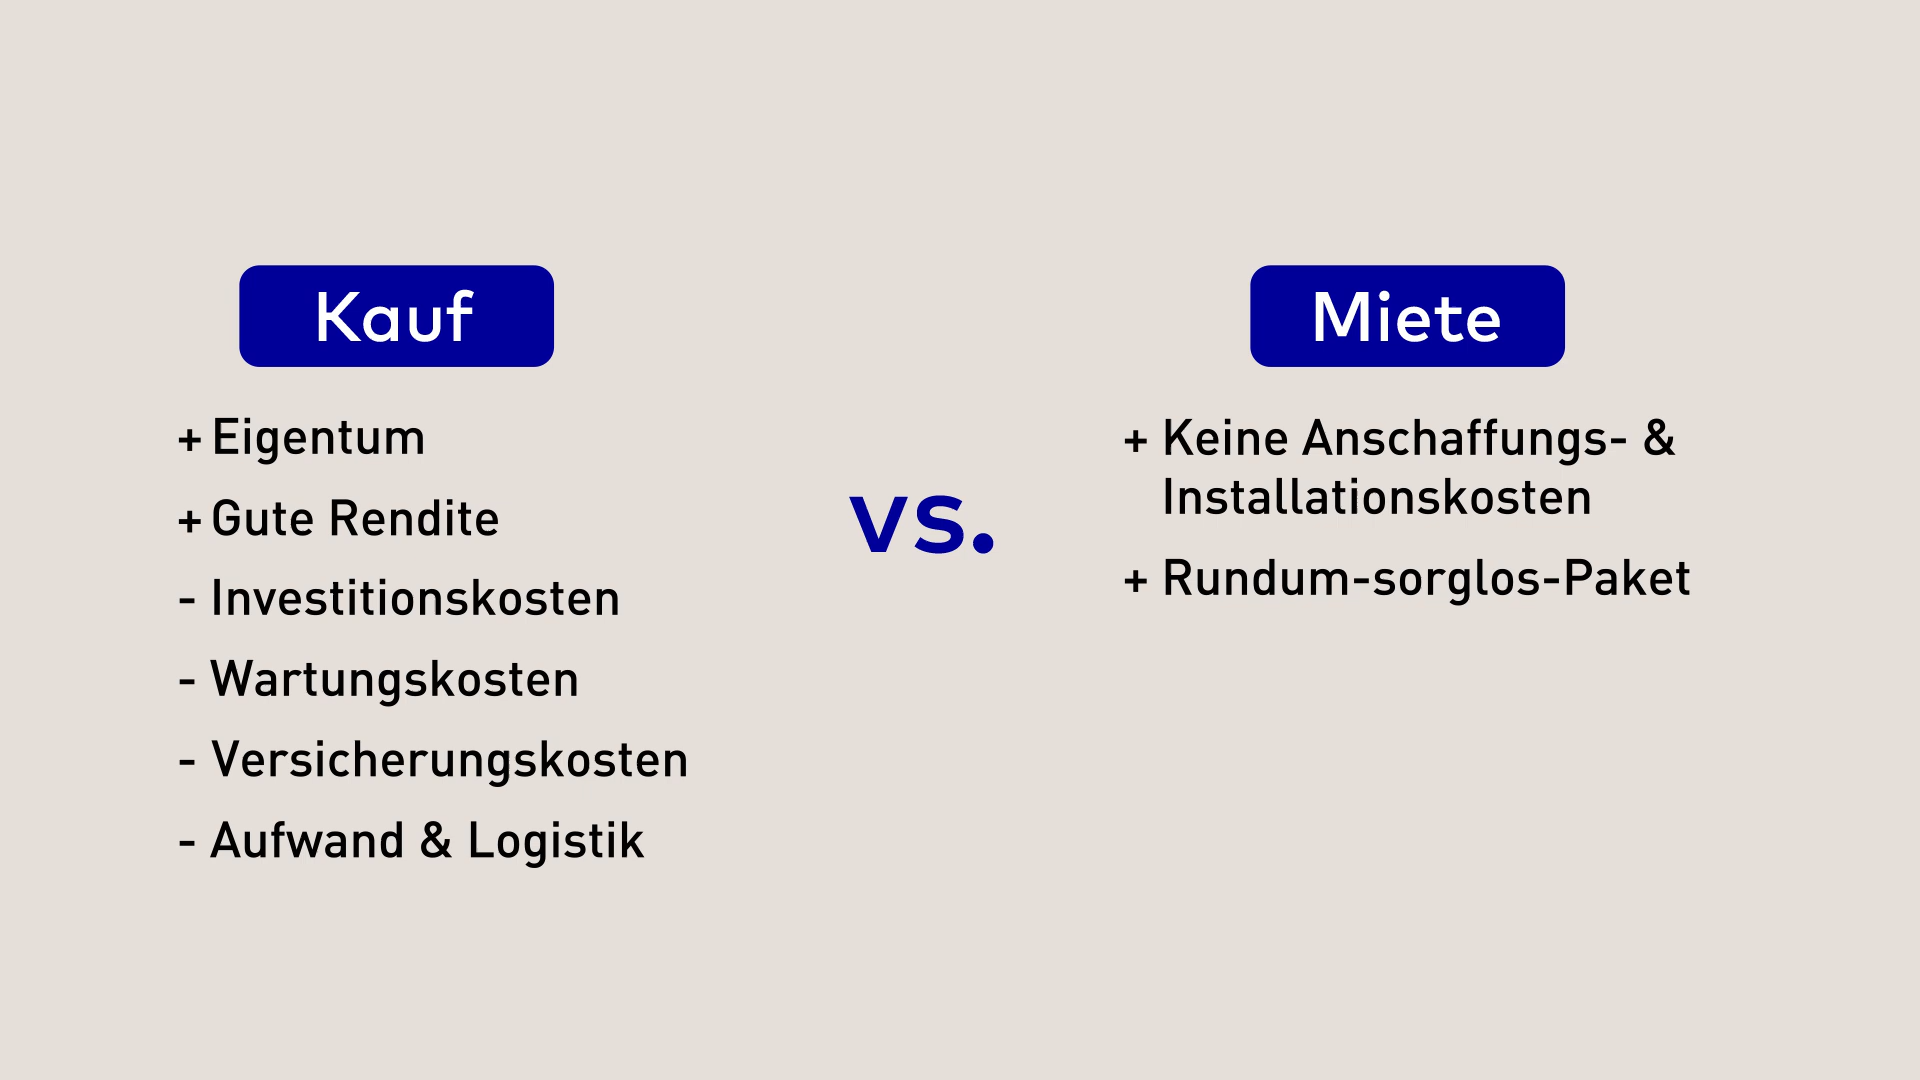 Kauf
+ Eigentum
+ Gute Rendite
- Investitionskosten
- Wartungskosten
- Versicherungskosten
- Aufwand & Logistik
vs.
Miete
+ Keine Anschaffungs- &
Installationskosten
+ Rundum-sorglos-Paket